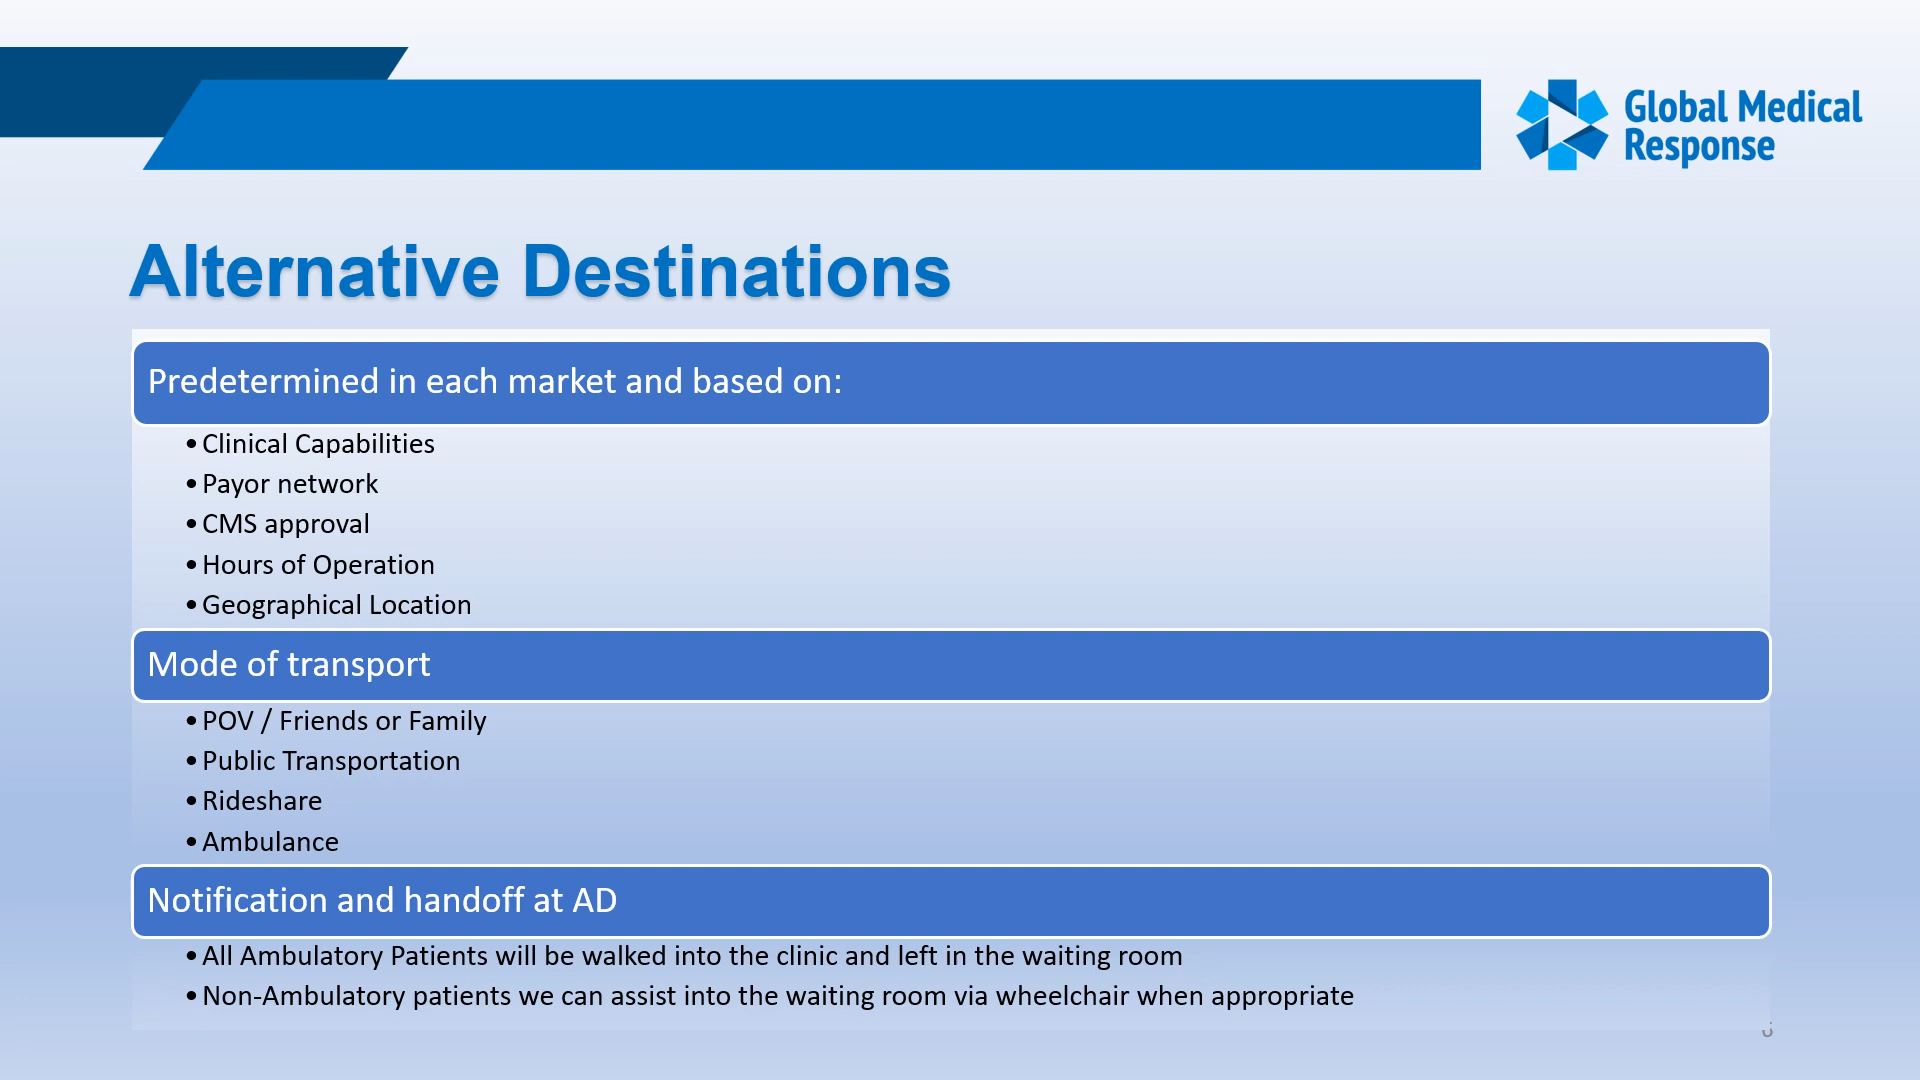 Global Medical
Response
Alternative Destinations
Predetermined in each market and based on:
•Clinical Capabilities
•Payor network
•CMS approval
•Hours of Operation
•Geographical Location
Mode of transport
•POV / Friends or Family
•Public Transportation
•Rideshare
•Ambulance
Notification and handoff at AD
•All Ambulatory Patients will be walked into the clinic and left in the waiting room
•Non-Ambulatory patients we can assist into the waiting room via wheelchair when appropriate